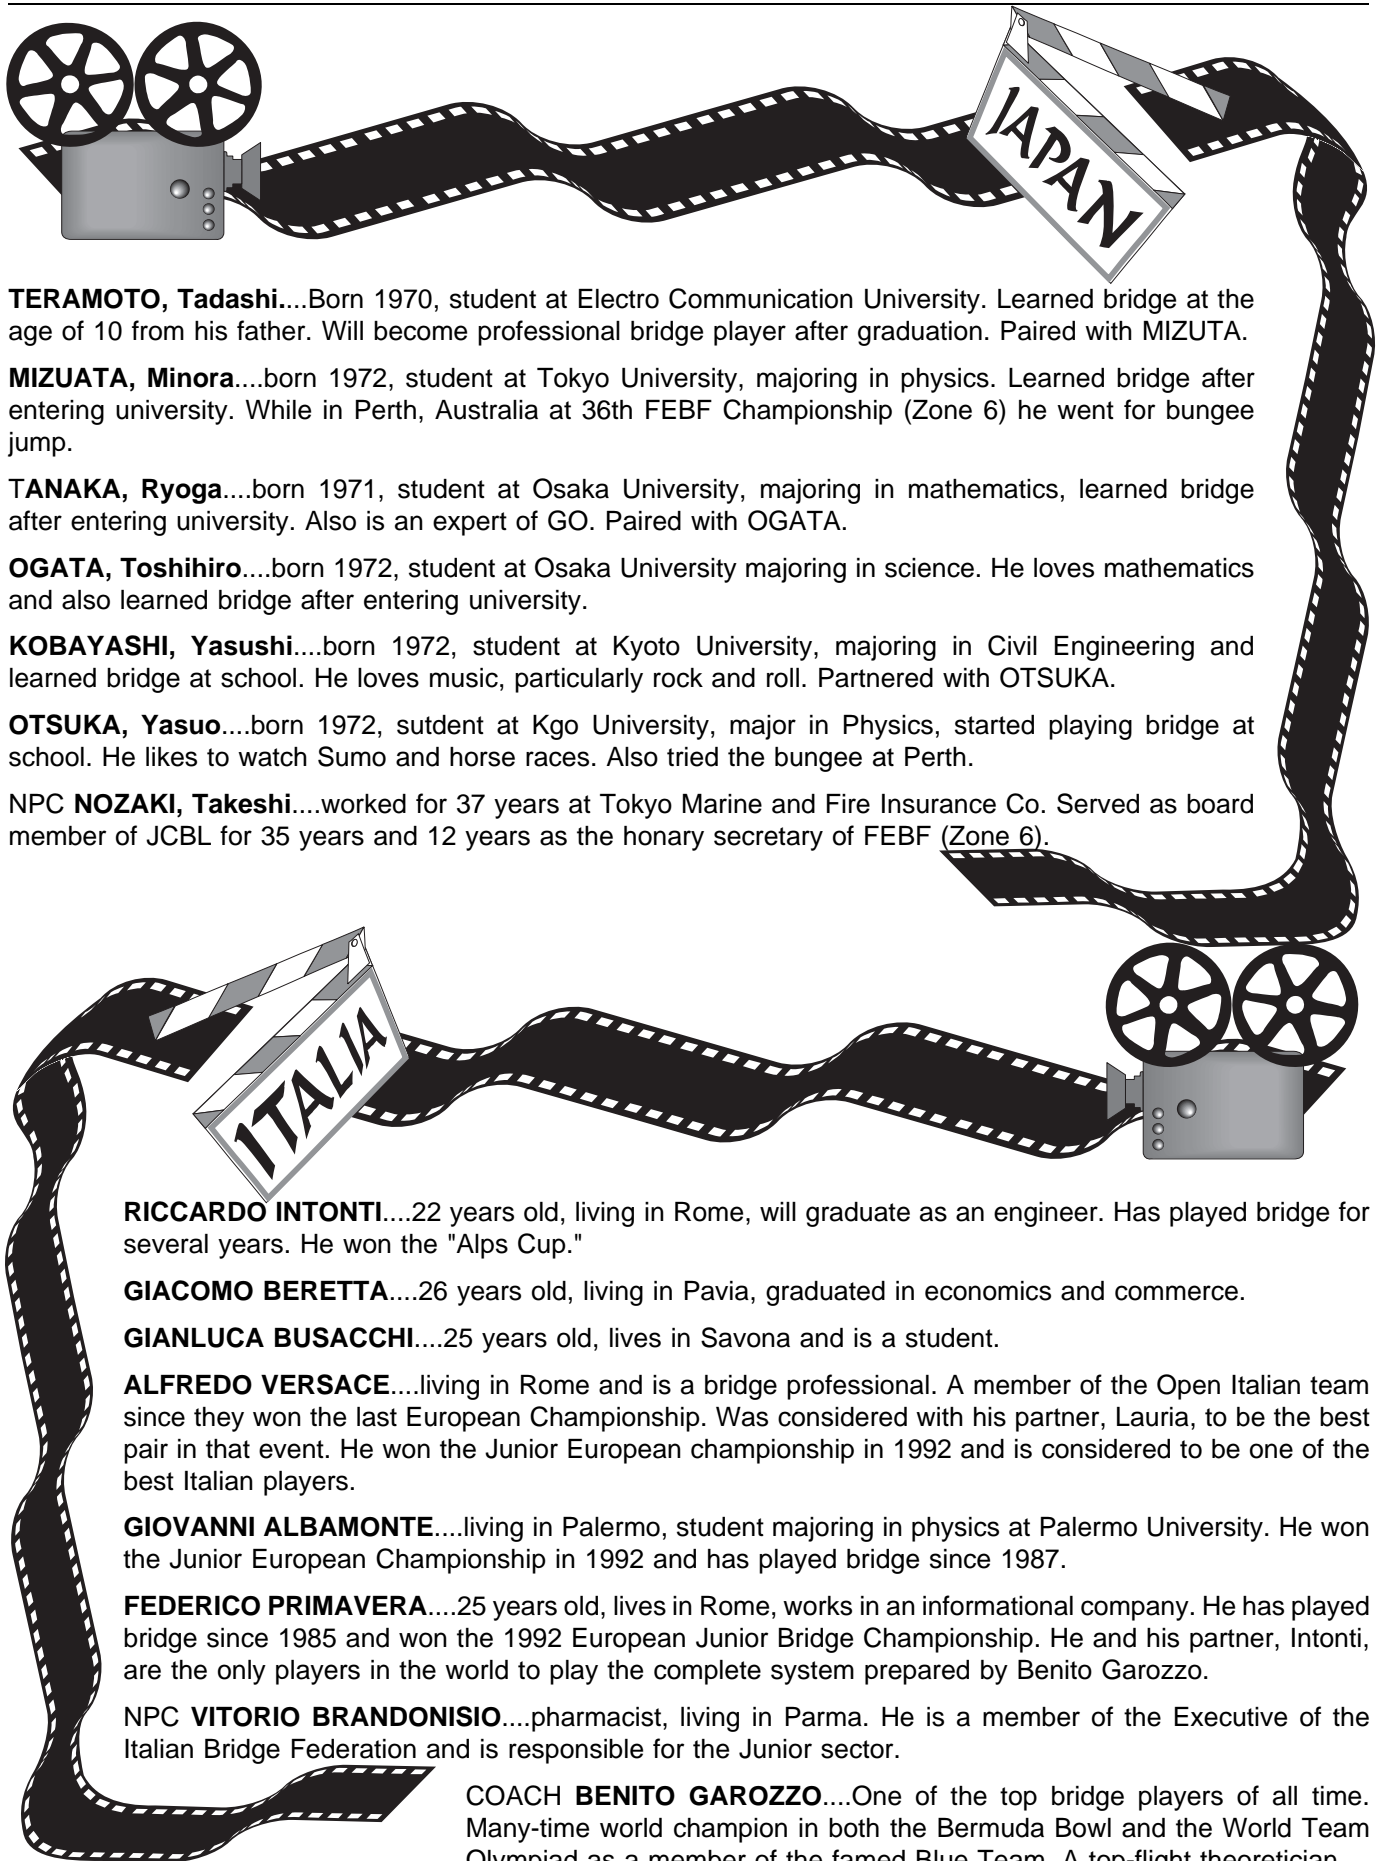 JAPAN
TERAMOTO, Tadashi....Born 1970, student at Electro Communication University. Learned bridge at the
age of 10 from his father. Will become professional bridge player after graduation. Paired with MIZUTA.
MIZUATA, Minora....born 1972, student at Tokyo University, majoring in physics. Learned bridge after
entering university. While in Perth, Australia at 36th FEBF Championship (Zone 6) he went for bungee
jump.
TANAKA, Ryoga....born 1971, student at Osaka University, majoring in mathematics, learned bridge
after entering university. Also is an expert of GO. Paired with OGATA.
OGATA, Toshihiro....born 1972, student at Osaka University majoring in science. He loves mathematics
and also learned bridge after entering university.
KOBAYASHI, Yasushi....born 1972, student at Kyoto University, majoring in Civil Engineering and
learned bridge at school. He loves music, particularly rock and roll. Partnered with OTSUKA.
OTSUKA, Yasuo....born 1972, sutdent at Kgo University, major in Physics, started playing bridge at
school. He likes to watch Sumo and horse races. Also tried the bungee at Perth.
NPC NOZAKI, Takeshi....worked for 37 years at Tokyo Marine and Fire Insurance Co. Served as board
member of JCBL for 35 years and 12 years as the honary secretary of FEBF (Zone 6).
ITALIA
RICCARDO INTONTI....22 years old, living in Rome, will graduate as an engineer. Has played bridge for
several years. He won the "Alps Cup."
GIACOMO BERETTA....26 years old, living in Pavia, graduated in economics and commerce.
GIANLUCA BUSACCHI....25 years old, lives in Savona and is a student.
ALFREDO VERSACE....living in Rome and is a bridge professional. A member of the Open Italian team
since they won the last European Championship. Was considered with his partner, Lauria, to be the best
pair in that event. He won the Junior European championship in 1992 and is considered to be one of the
best Italian players.
GIOVANNI ALBAMONTE....living in Palermo, student majoring in physics at Palermo University. He won
the Junior European Championship in 1992 and has played bridge since 1987.
FEDERICO PRIMAVERA....25 years old, lives in Rome, works in an informational company. He has played
bridge since 1985 and won the 1992 European Junior Bridge Championship. He and his partner, Intonti,
are the only players in the world to play the complete system prepared by Benito Garozzo.
NPC VITORIO BRANDONISIO....pharmacist, living in Parma. He is a member of the Executive of the
Italian Bridge Federation and is responsible for the Junior sector.
COACH BENITO GAROZZO....One of the top bridge players of all time.
Many-time world champion in both the Bermuda Bowl and the World Team
Olympiad as a member of the famed Blue Team. A top-flight theoretician.